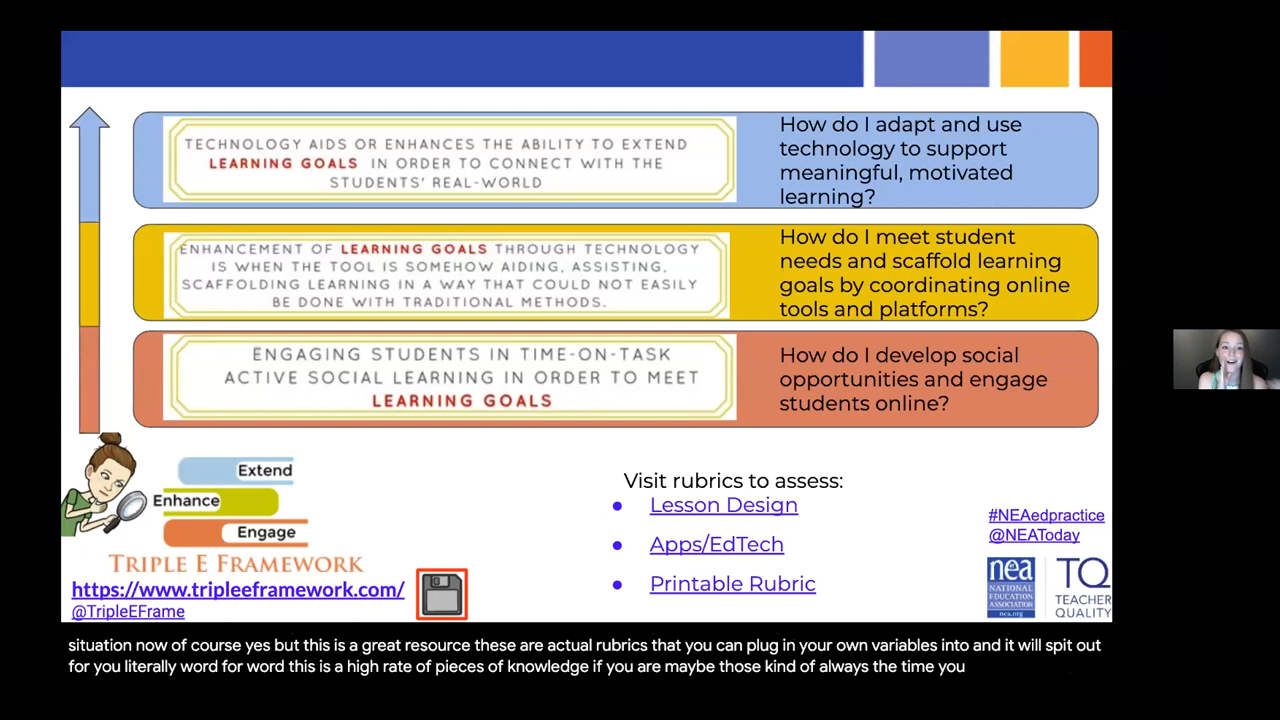 TECHNOLOGY AIDS OR ENHANCES THE ABILITY TO EXTEND
LEARNING GOALS IN ORDER TO CONNECT WITH THE
STUDENTS' REAL-WORLD
How do I adapt and use
technology to support
meaningful, motivated
learning?
ENHANCEMENT OF LEARNING GOALS THROUGH TECHNOLOGY
IS WHEN THE TOOL IS SOMEHOW AIDING, ASSISTING,
SCAFFOLDING LEARNING IN A WAY THAT COULD NOT EASILY
BE DONE WITH TRADITIONAL METHODS.
How do I meet student
needs and scaffold learning
goals by coordinating online
tools and platforms?
ENGAGING STUDENTS IN TIME-ON-TASK
ACTIVE SOCIAL LEARNING IN ORDER TO MEET
LEARNING GOALS
How do I develop social
opportunities and engage
students online?
Extend
Enhance
Engage
TRIPLE E FRAMEWORK
https://www.tripleeframework.com/
@TripleEFrame
Visit rubrics to assess:
● Lesson Design
● Apps/EdTech
● Printable Rubric
#NEAedpractice
@NEAToday
nea
NATIONAL
EDUCATION
ASSOCIATION
nea.org
TQ
TEACHER
QUALITY
situation now of course yes but this is a great resource these are actual rubrics that you can plug in your own variables into and it will spit out
for you literally word for word this is a high rate of pieces of knowledge if you are maybe those kind of always the time you